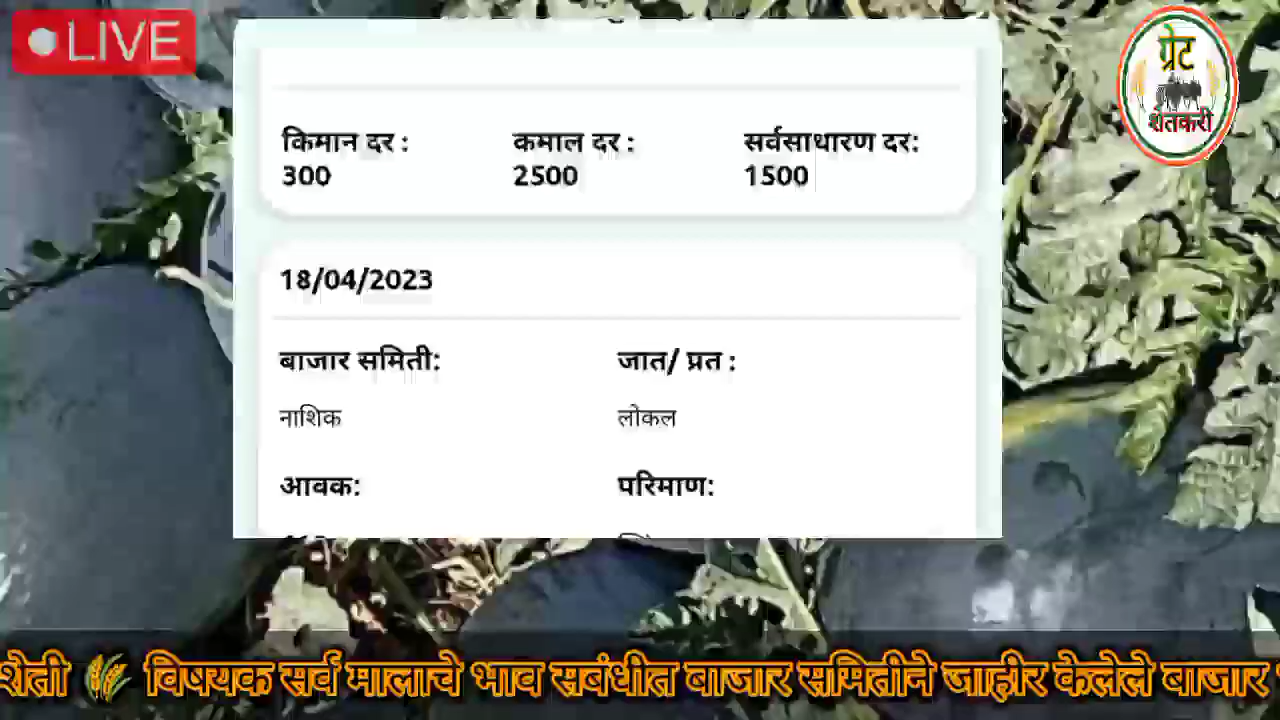 LIVE
ग्रेट
शेतकरी
किमान दर : कमाल दर : सर्वसाधारण दर:
300 2500 1500
18/04/2023
बाजार समिती: जात/ प्रत :
नाशिक लोकल
आवक: परिमाण:
शेती 🌾 विषयक सर्व मालाचे भाव सबंधीत बाजार समितीने जाहीर केलेले बाजार